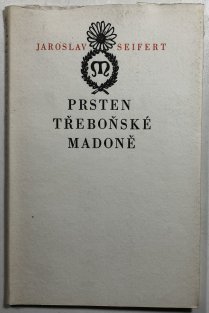 JAROSLAV SEIFERT
M
PRSTEN
TŘEBOŇSKÉ
MADONĚ